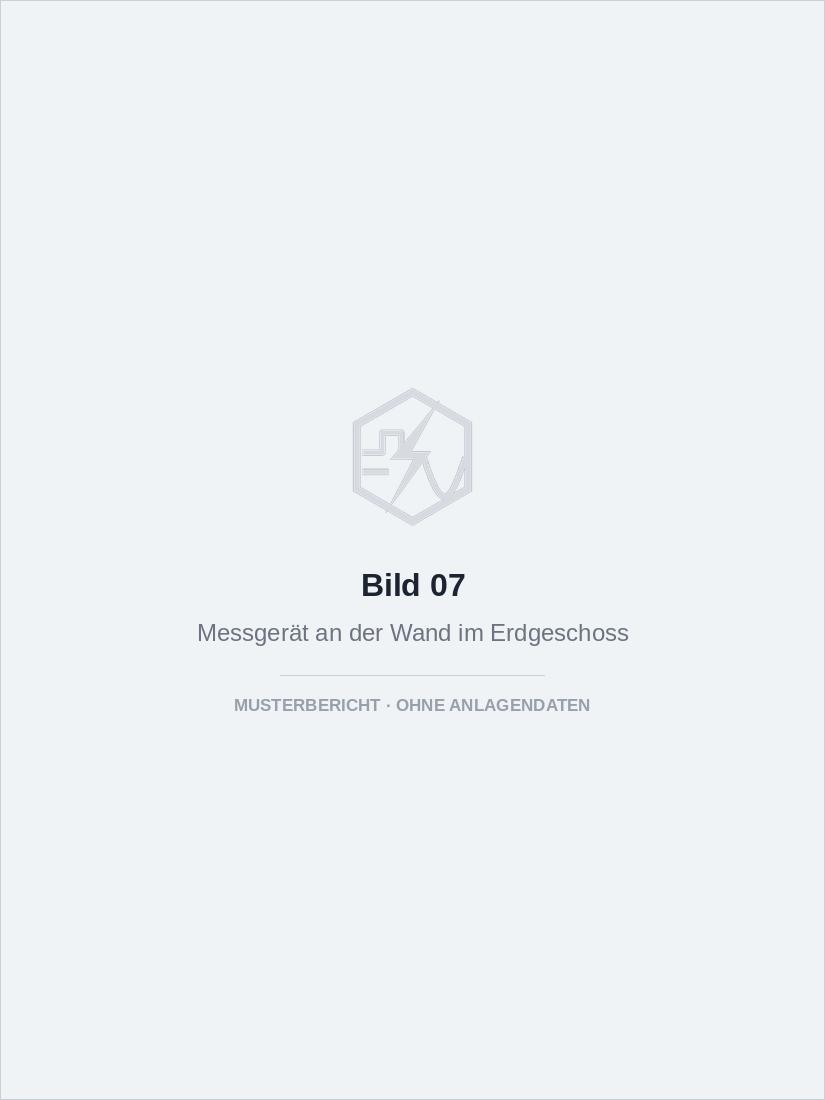 Bild 07
Messgerät an der Wand im Erdgeschoss
MUSTERBERICHT · OHNE ANLAGENDATEN